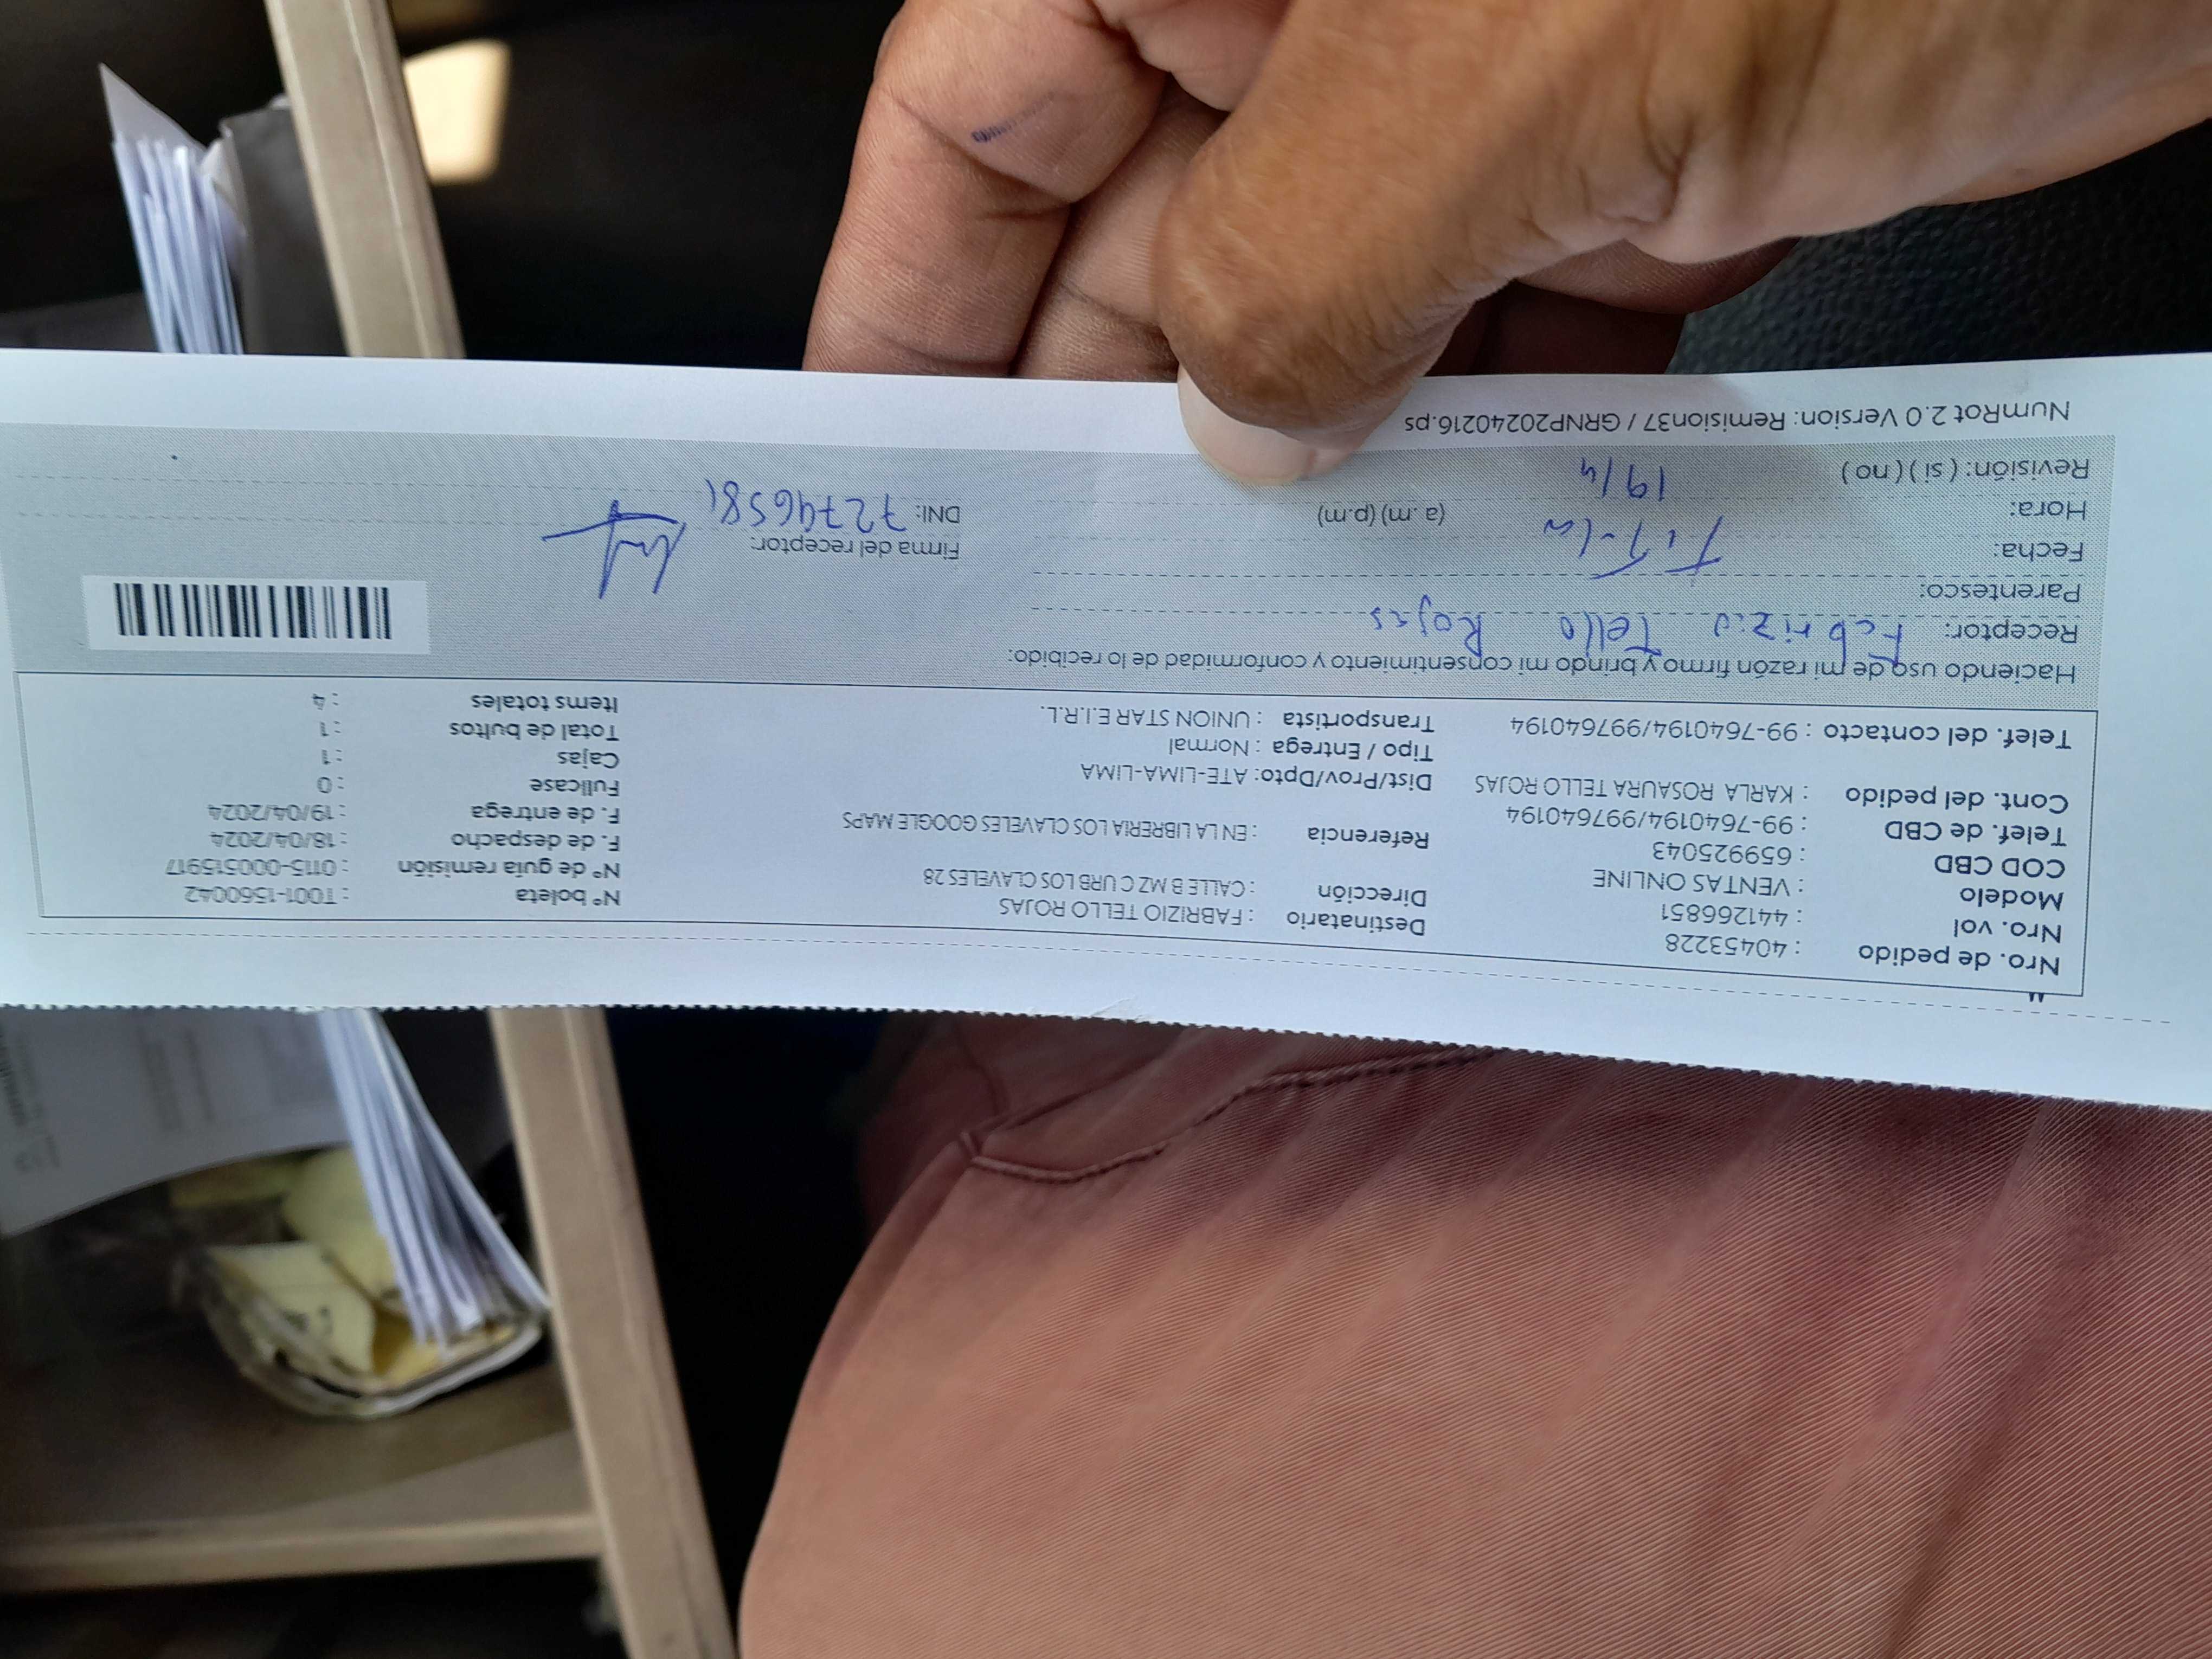 Nro. de pedido : 40453228
Nro. vol : 441266851
Modelo : VENTAS ONLINE
COD CBD : 659925043
Telef. de CBD : 99-7640194/997640194
Cont. del pedido : KARLA ROSAURA TELLO ROJAS
Telef. del contacto : 99-7640194/997640194
Destinatario : FABRIZIO TELLO ROJAS
Dirección : CALLE B MZ C URB LOS CLAVELES 28
Referencia : EN LA LIBRERIA LOS CLAVELES GOOGLE MAPS
Dist/Prov/Dpto: ATE-LIMA-LIMA
Tipo / Entrega : Normal
Transportista : UNION STAR E.I.R.L.
N° boleta : T001-1560042
N° de guía remisión : 0115-000515917
F. de despacho : 18/04/2024
F. de entrega : 19/04/2024
Fullcase : 0
Cajas : 1
Total de bultos : 1
Items totales : 4
Haciendo uso de mi razón firmo y brindo mi consentimiento y conformidad de lo recibido:
Receptor: Fabrizio Tello Rojas
Parentesco:
Fecha: Titular
Hora: (a.m) (p.m)
Revisión: ( si ) ( no ) 19/4
Firma del receptor:
DNI: 72746581
NumRot 2.0 Version: Remision37 / GRNP20240216.ps